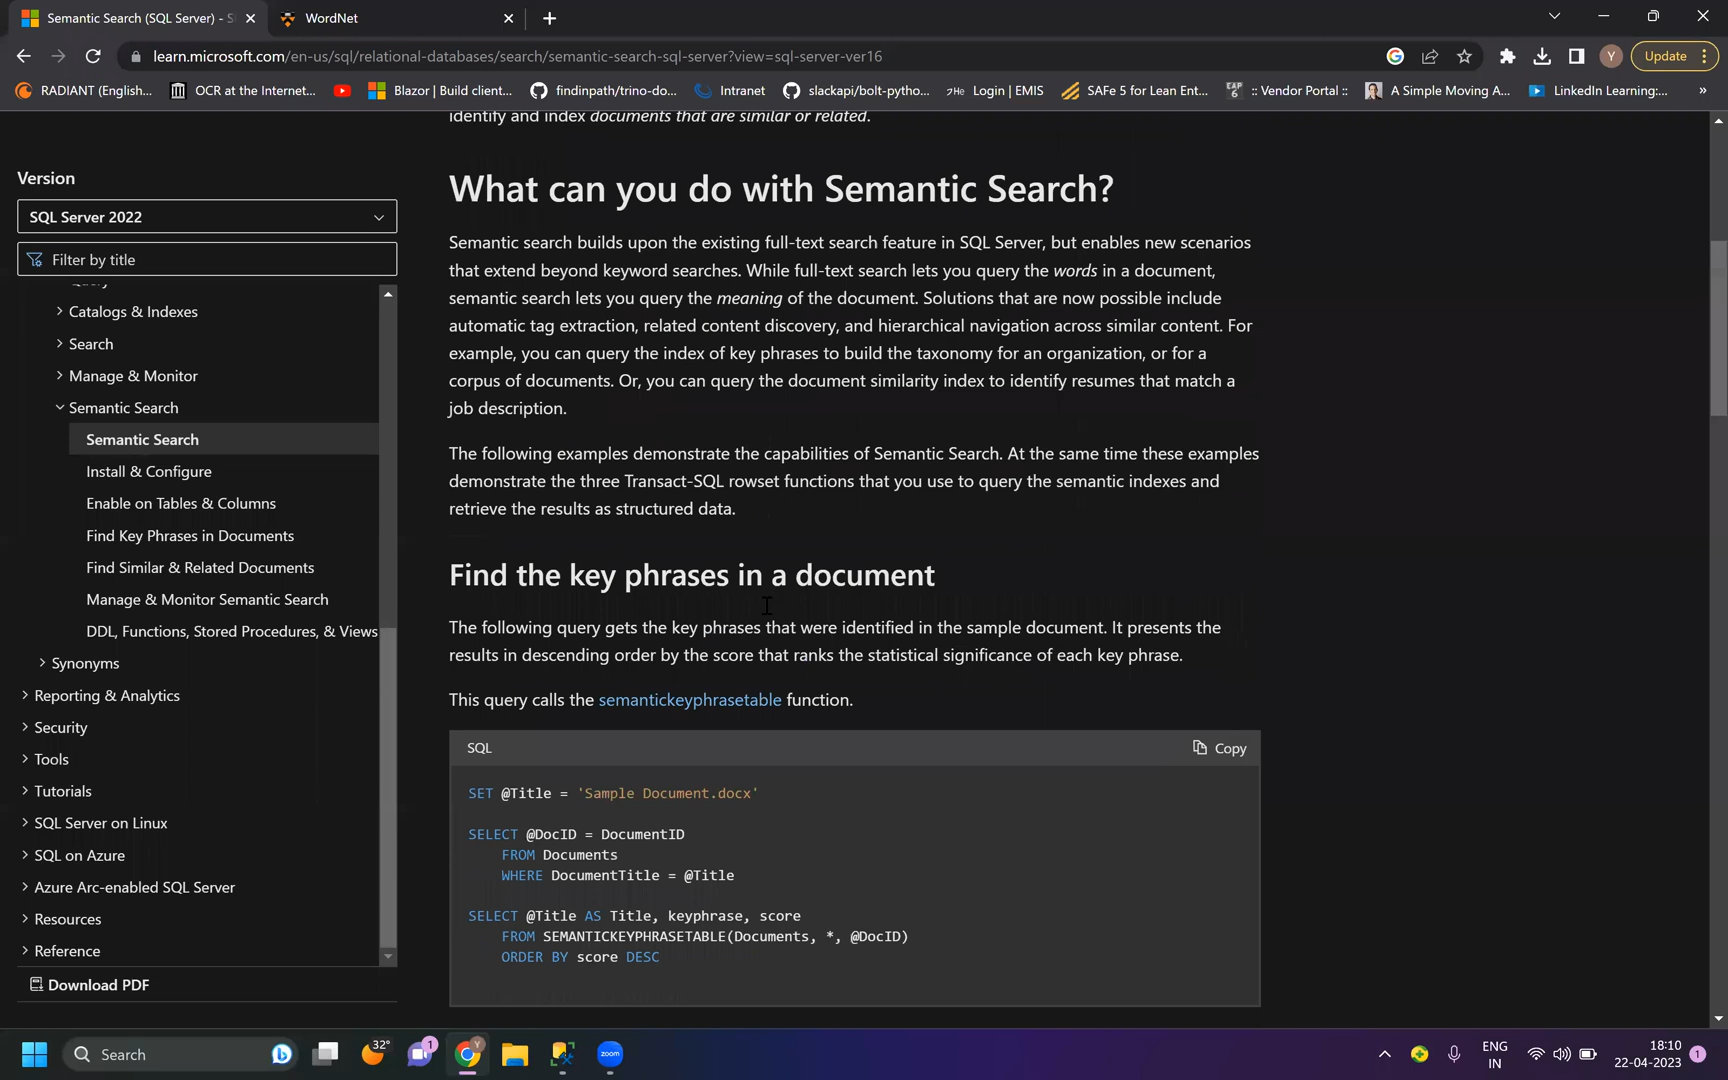 Semantic Search (SQL Server) - S
WordNet
learn.microsoft.com/en-us/sql/relational-databases/search/semantic-search-sql-server?view=sql-server-ver16
Y
Update
RADIANT (English...
OCR at the Internet...
Blazor | Build client...
findinpath/trino-do...
Intranet
slackapi/bolt-python...
Login | EMIS
SAFe 5 for Lean Ent...
:: Vendor Portal ::
A Simple Moving A...
LinkedIn Learning:...
»
identify and index documents that are similar or related.
Version
SQL Server 2022
Filter by title
Catalogs & Indexes
Search
Manage & Monitor
Semantic Search
Semantic Search
Install & Configure
Enable on Tables & Columns
Find Key Phrases in Documents
Find Similar & Related Documents
Manage & Monitor Semantic Search
DDL, Functions, Stored Procedures, & Views
Synonyms
Reporting & Analytics
Security
Tools
Tutorials
SQL Server on Linux
SQL on Azure
Azure Arc-enabled SQL Server
Resources
Reference
Download PDF
What can you do with Semantic Search?
Semantic search builds upon the existing full-text search feature in SQL Server, but enables new scenarios
that extend beyond keyword searches. While full-text search lets you query the words in a document,
semantic search lets you query the meaning of the document. Solutions that are now possible include
automatic tag extraction, related content discovery, and hierarchical navigation across similar content. For
example, you can query the index of key phrases to build the taxonomy for an organization, or for a
corpus of documents. Or, you can query the document similarity index to identify resumes that match a
job description.
The following examples demonstrate the capabilities of Semantic Search. At the same time these examples
demonstrate the three Transact-SQL rowset functions that you use to query the semantic indexes and
retrieve the results as structured data.
Find the key phrases in a document
The following query gets the key phrases that were identified in the sample document. It presents the
results in descending order by the score that ranks the statistical significance of each key phrase.
This query calls the semantickeyphrasetable function.
SQL
Copy
SET @Title = 'Sample Document.docx'
SELECT @DocID = DocumentID
FROM Documents
WHERE DocumentTitle = @Title
SELECT @Title AS Title, keyphrase, score
FROM SEMANTICKEYPHRASETABLE(Documents, *, @DocID)
ORDER BY score DESC
Search
32°
1
Y
zoom
ENG
IN
18:10
22-04-2023
1